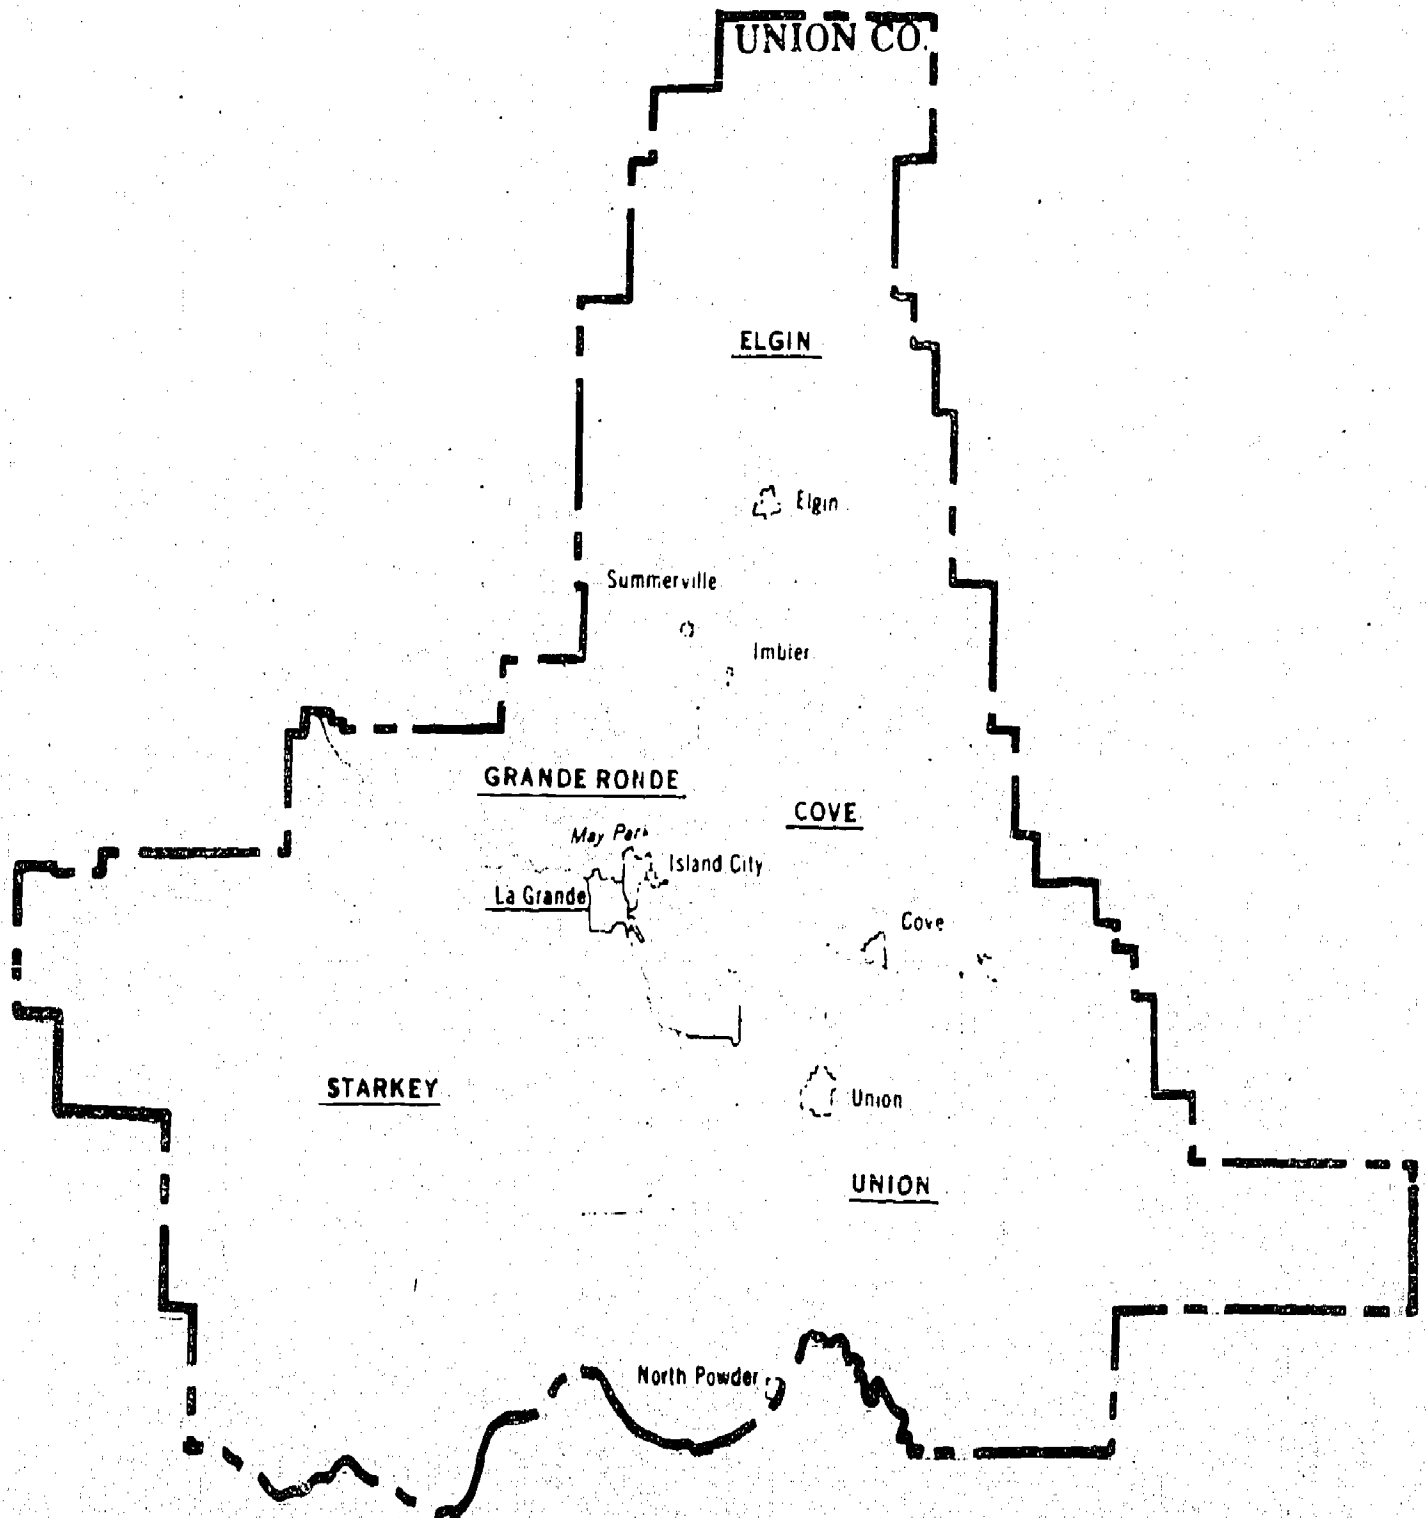 UNION CO.
ELGIN
Elgin
Summerville
Imbler
GRANDE RONDE
COVE
May Park
Island City
La Grande
Cove
STARKEY
Union
UNION
North Powder